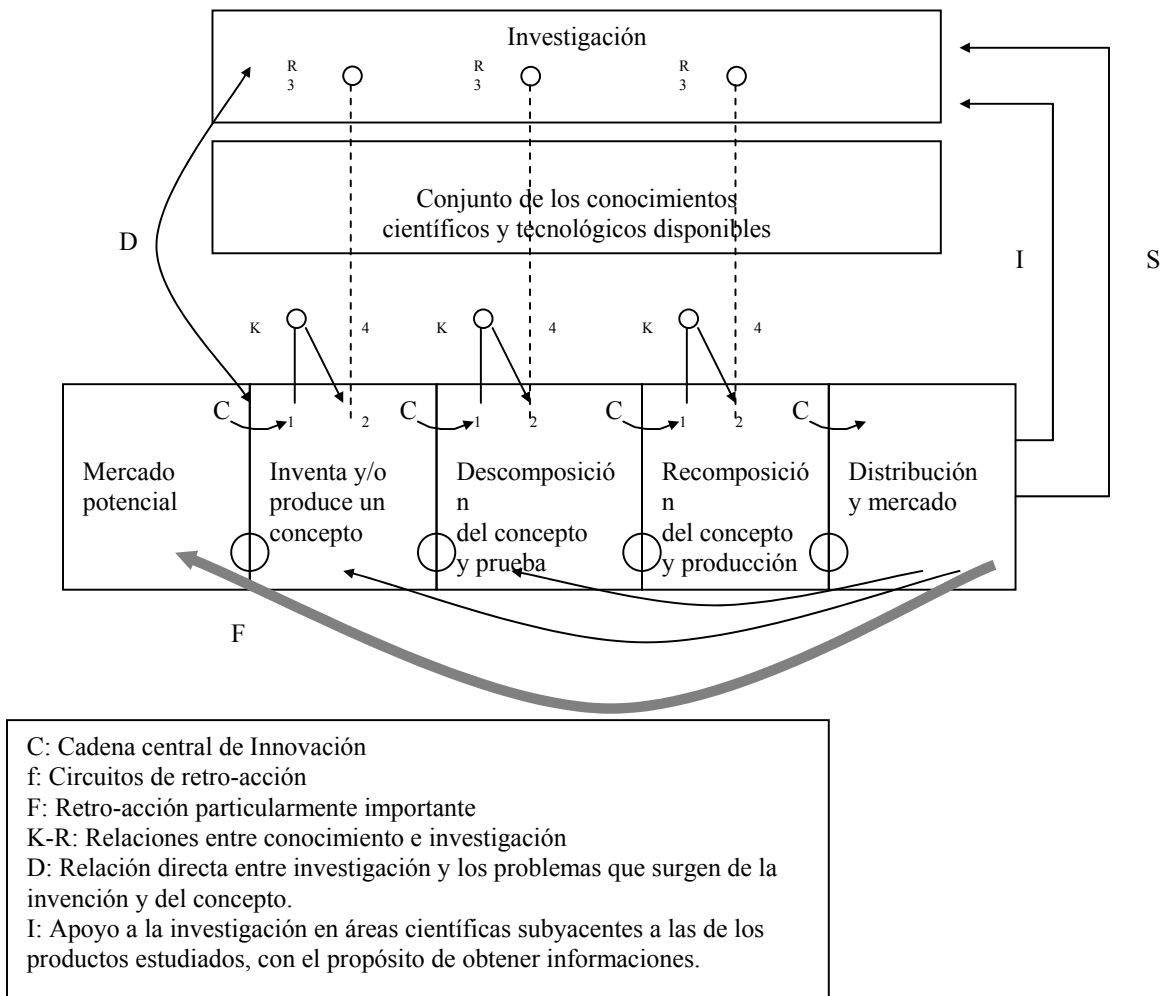 Investigación
R
3
R
3
R
3
Conjunto de los conocimientos
científicos y tecnológicos disponibles
D
I
S
K
4
K
4
K
4
C
1
2
C
1
2
C
1
2
C
Mercado
potencial
Inventa y/o
produce un
concepto
Descomposició
n
del concepto
y prueba
Recomposició
n
del concepto
y producción
Distribución
y mercado
F
C: Cadena central de Innovación
f: Circuitos de retro-acción
F: Retro-acción particularmente importante
K-R: Relaciones entre conocimiento e investigación
D: Relación directa entre investigación y los problemas que surgen de la
invención y del concepto.
I: Apoyo a la investigación en áreas científicas subyacentes a las de los
productos estudiados, con el propósito de obtener informaciones.